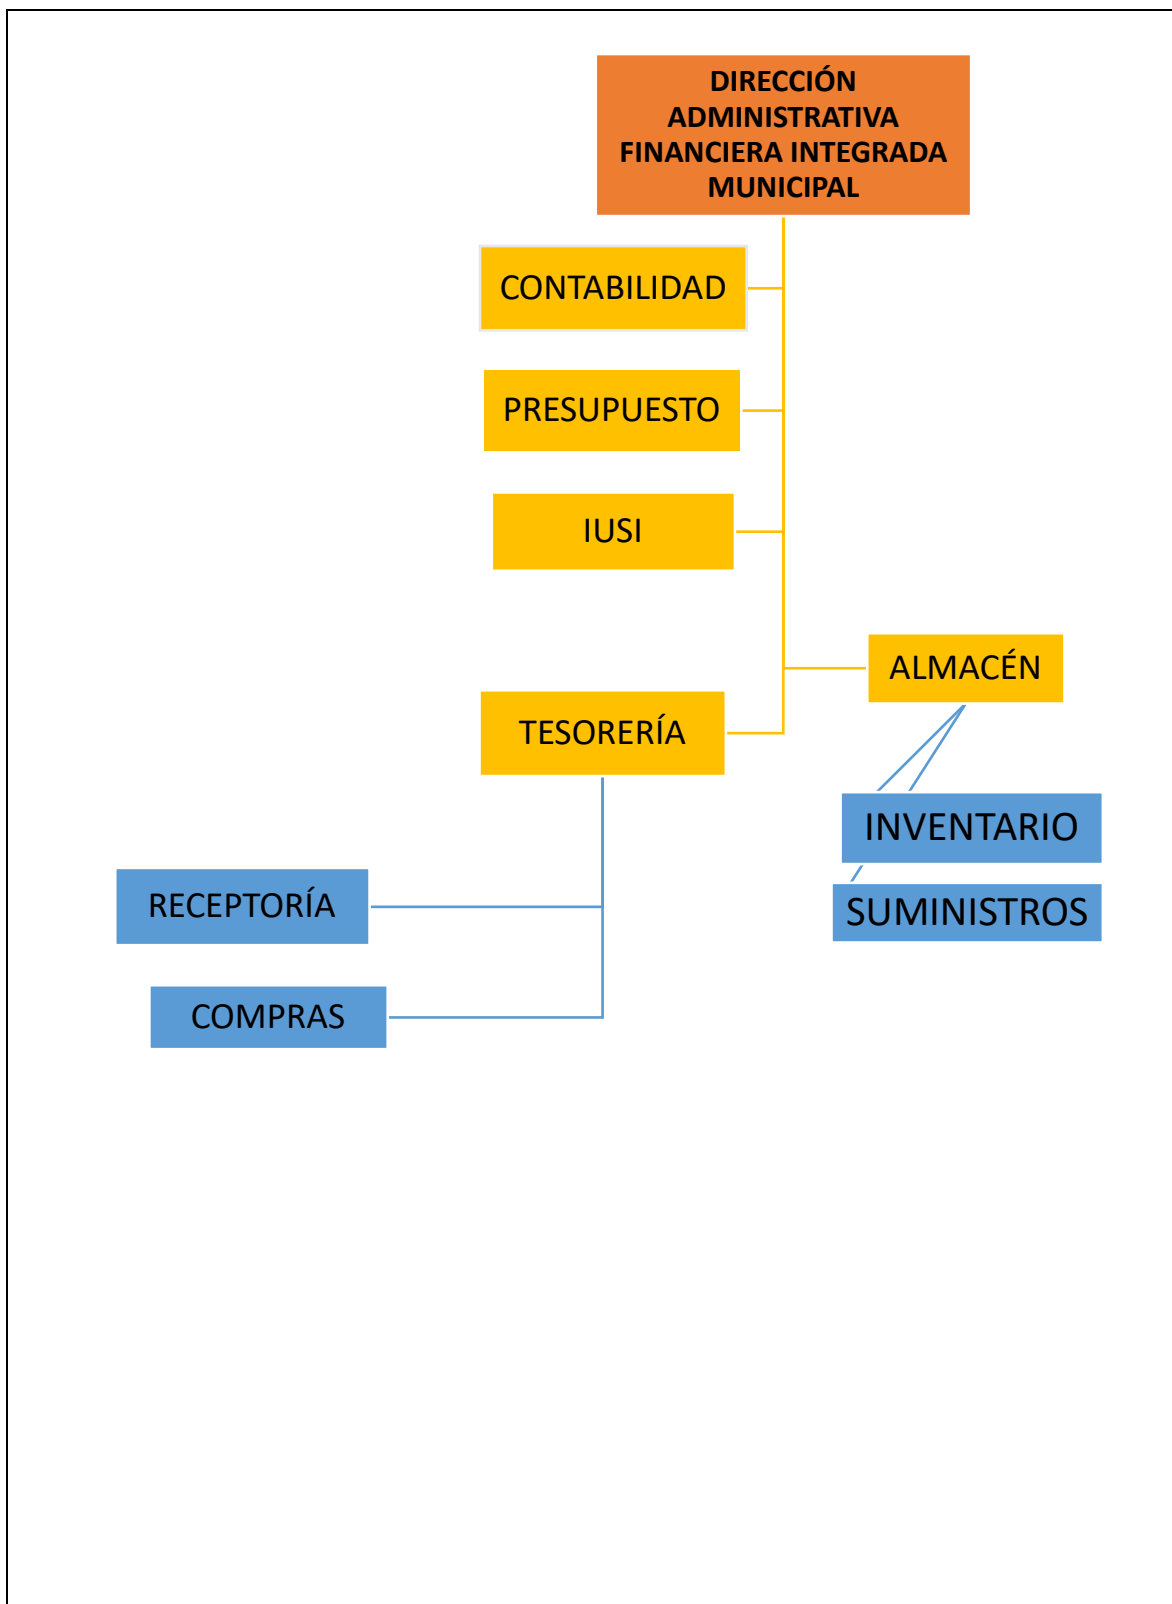 DIRECCIÓN
ADMINISTRATIVA
FINANCIERA INTEGRADA
MUNICIPAL
CONTABILIDAD
PRESUPUESTO
IUSI
ALMACÉN
TESORERÍA
INVENTARIO
RECEPTORÍA
SUMINISTROS
COMPRAS